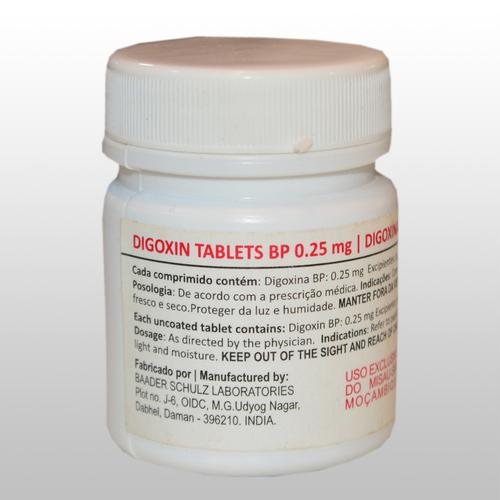 DIGOXIN TABLETS BP 0.25 mg | DIGOXINA
Cada comprimido contém: Digoxina BP: 0.25 mg Excipientes
Posologia: De acordo com a prescrição médica. Indicações:
fresco e seco.Proteger da luz e humidade. MANTER FORA DA
Each uncoated tablet contains: Digoxin BP: 0.25 mg
Dosage: As directed by the physician. Indications: Refer to
light and moisture. KEEP OUT OF THE SIGHT AND REACH OF
Fabricado por | Manufactured by:
BAADER SCHULZ LABORATORIES
Plot no. J-6, OIDC, M.G.Udyog Nagar,
Dabhel, Daman - 396210. INDIA.
USO EXCLUSI
DO MISAU
MOÇAMBIQ